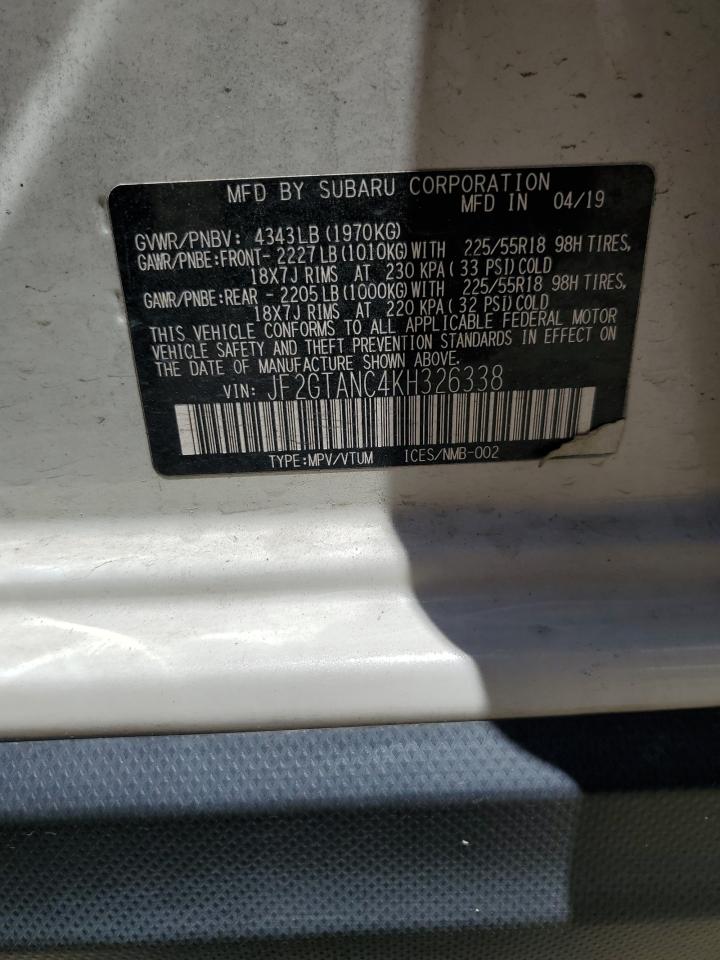 MFD BY SUBARU CORPORATION
MFD IN 04/19
GVWR/PNBV: 4343LB(1970KG)
GAWR/PNBE:FRONT- 2227LB(1010KG)WITH 225/55R18 98H TIRES,
18X7J RIMS AT 230 KPA( 33 PSI)COLD
GAWR/PNBE:REAR - 2205LB(1000KG)WITH 225/55R18 98H TIRES,
18X7J RIMS AT 220 KPA( 32 PSI)COLD
THIS VEHICLE CONFORMS TO ALL APPLICABLE FEDERAL MOTOR
VEHICLE SAFETY AND THEFT PREVENTION STANDARDS IN EFFECT ON
THE DATE OF MANUFACTURE SHOWN ABOVE.
VIN: JF2GTANC4KH326338
TYPE:MPV/VTUM ICES/NMB-002